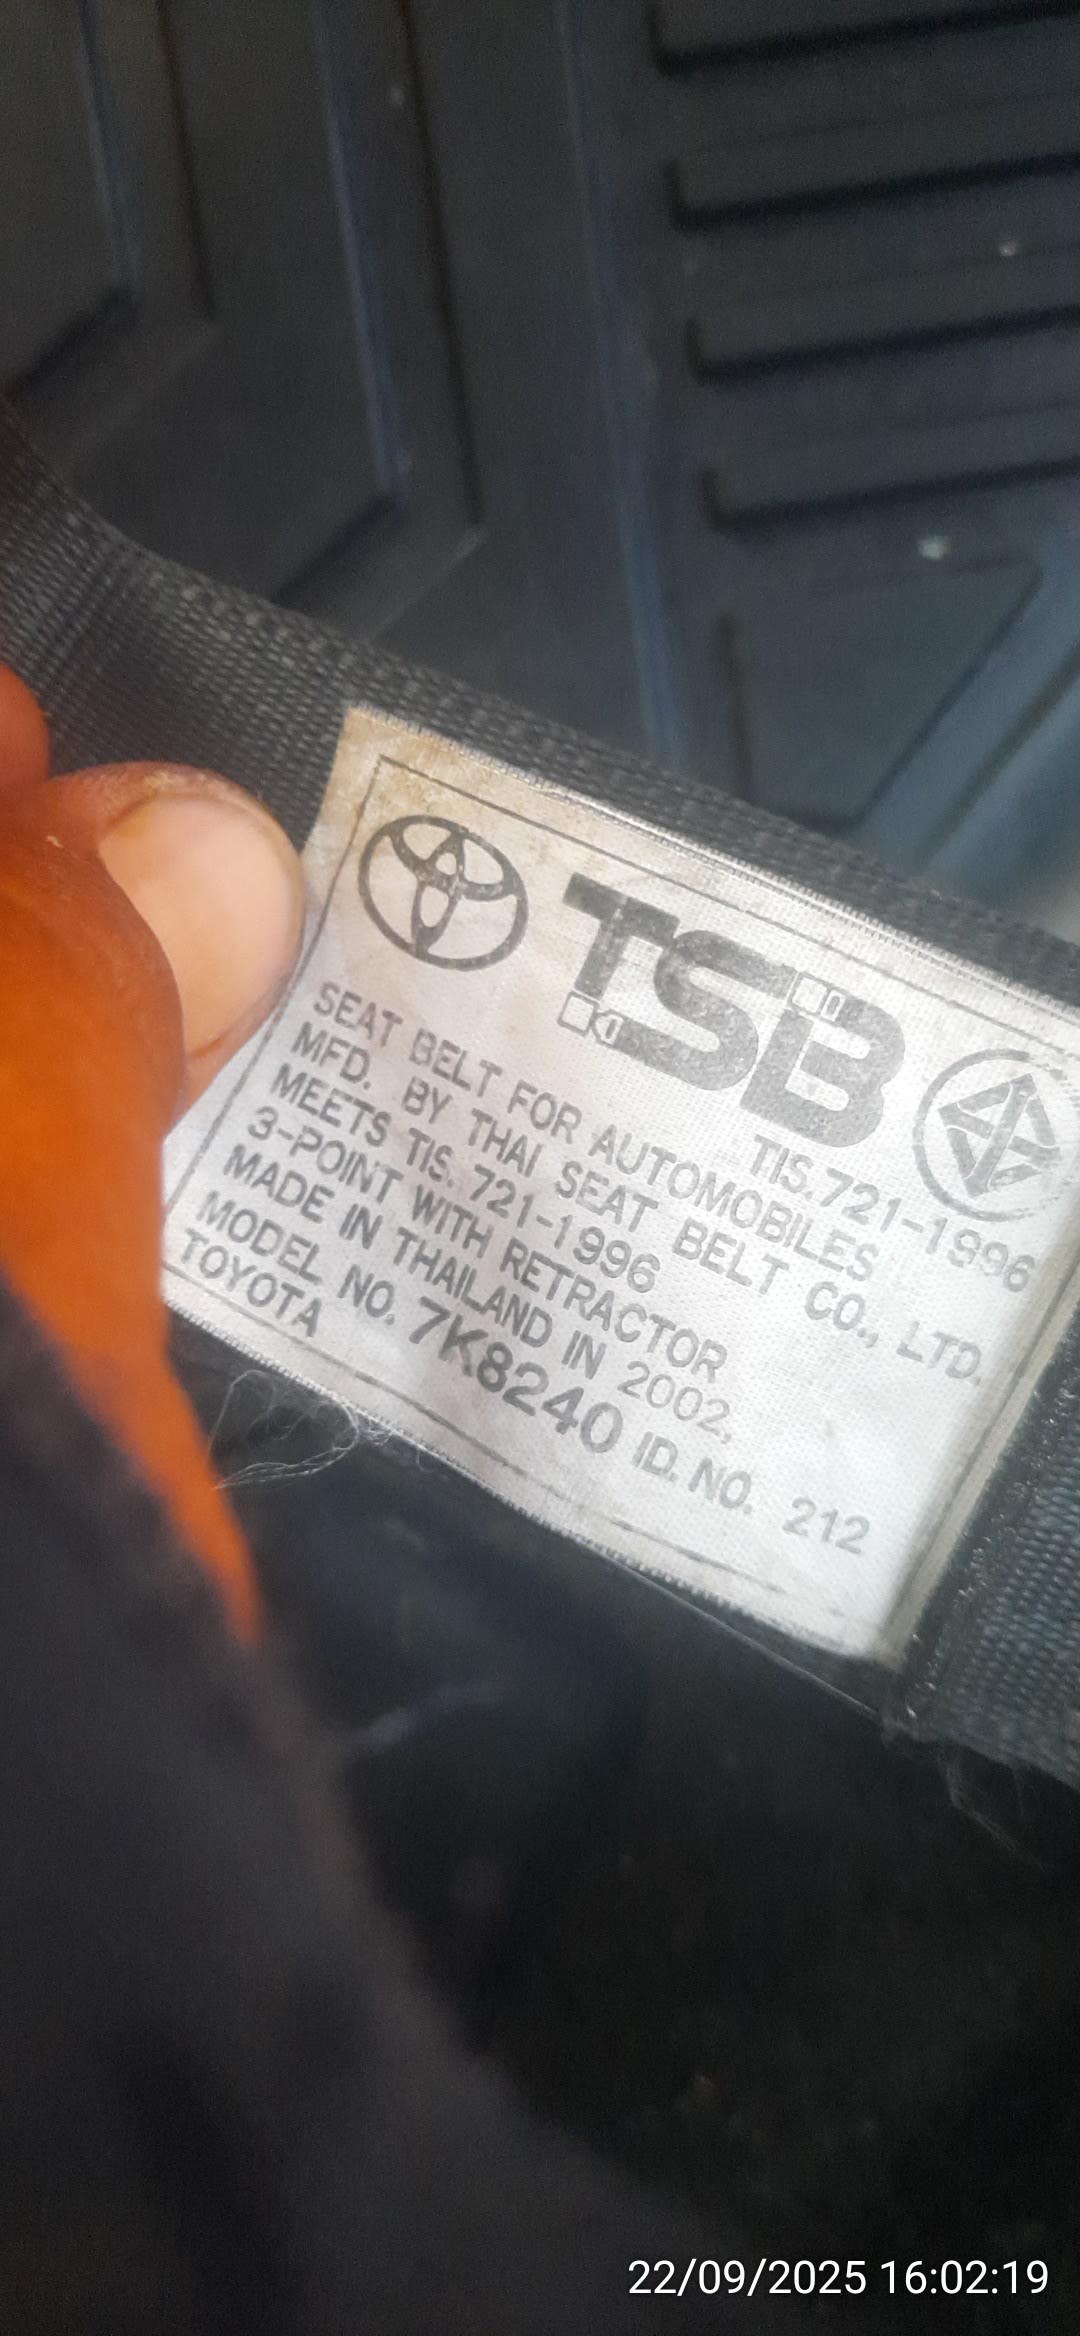 TSB
TIS.721-1996
SEAT BELT FOR AUTOMOBILES
MFD. BY THAI SEAT BELT CO., LTD.
MEETS TIS. 721-1996
3-POINT WITH RETRACTOR
MADE IN THAILAND IN 2002,
MODEL NO. 7K8240 ID. NO. 212
TOYOTA
22/09/2025 16:02:19